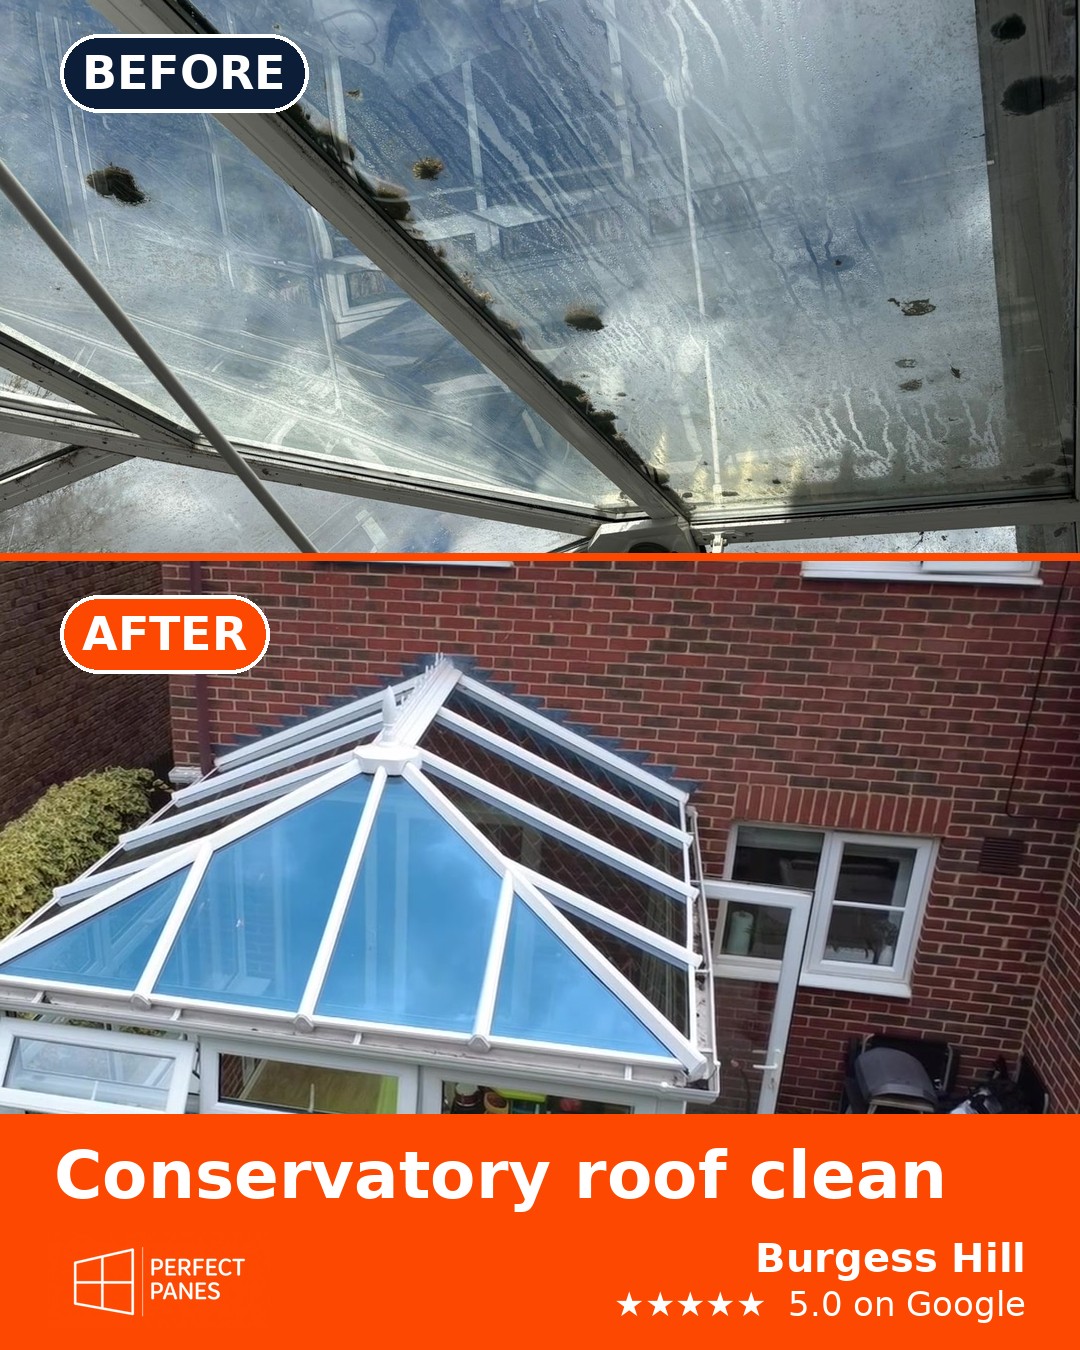 BEFORE
AFTER
Conservatory roof clean
PERFECT
PANES
Burgess Hill
★★★★★ 5.0 on Google